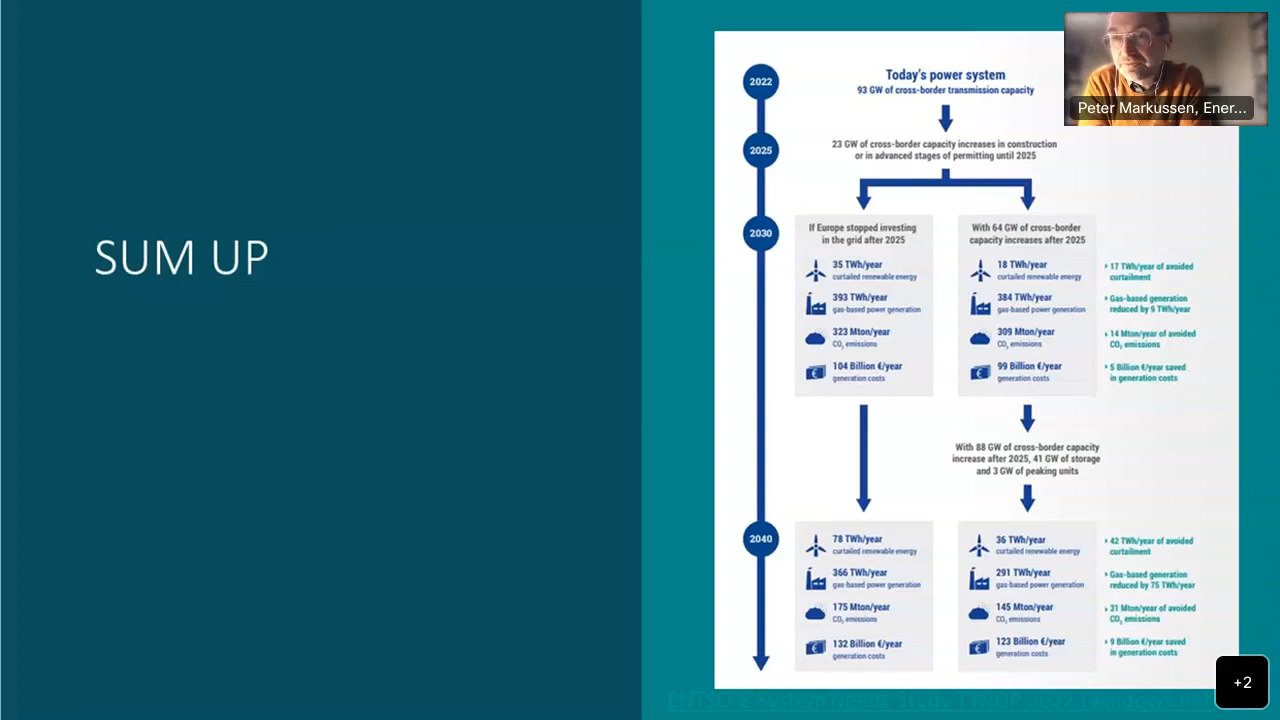 SUM UP
2022
Today's power system
93 GW of cross-border transmission capacity
2025
23 GW of cross-border capacity increases in construction
or in advanced stages of permitting until 2025
2030
If Europe stopped investing
in the grid after 2025
35 TWh/year
curtailed renewable energy
393 TWh/year
gas-based power generation
323 Mton/year
CO₂ emissions
104 Billion €/year
generation costs
With 64 GW of cross-border
capacity increases after 2025
18 TWh/year
curtailed renewable energy
384 TWh/year
gas-based power generation
309 Mton/year
CO₂ emissions
99 Billion €/year
generation costs
17 TWh/year of avoided
curtailment
Gas-based generation
reduced by 9 TWh/year
14 Mton/year of avoided
CO₂ emissions
5 Billion €/year saved
in generation costs
With 88 GW of cross-border capacity
increase after 2025, 41 GW of storage
and 3 GW of peaking units
2040
78 TWh/year
curtailed renewable energy
366 TWh/year
gas-based power generation
175 Mton/year
CO₂ emissions
132 Billion €/year
generation costs
36 TWh/year
curtailed renewable energy
291 TWh/year
gas-based power generation
145 Mton/year
CO₂ emissions
123 Billion €/year
generation costs
42 TWh/year of avoided
curtailment
Gas-based generation
reduced by 75 TWh/year
31 Mton/year of avoided
CO₂ emissions
9 Billion €/year saved
in generation costs
Peter Markussen, Ener...
ENTSO-E System Needs Study TYNDP 2022
+2